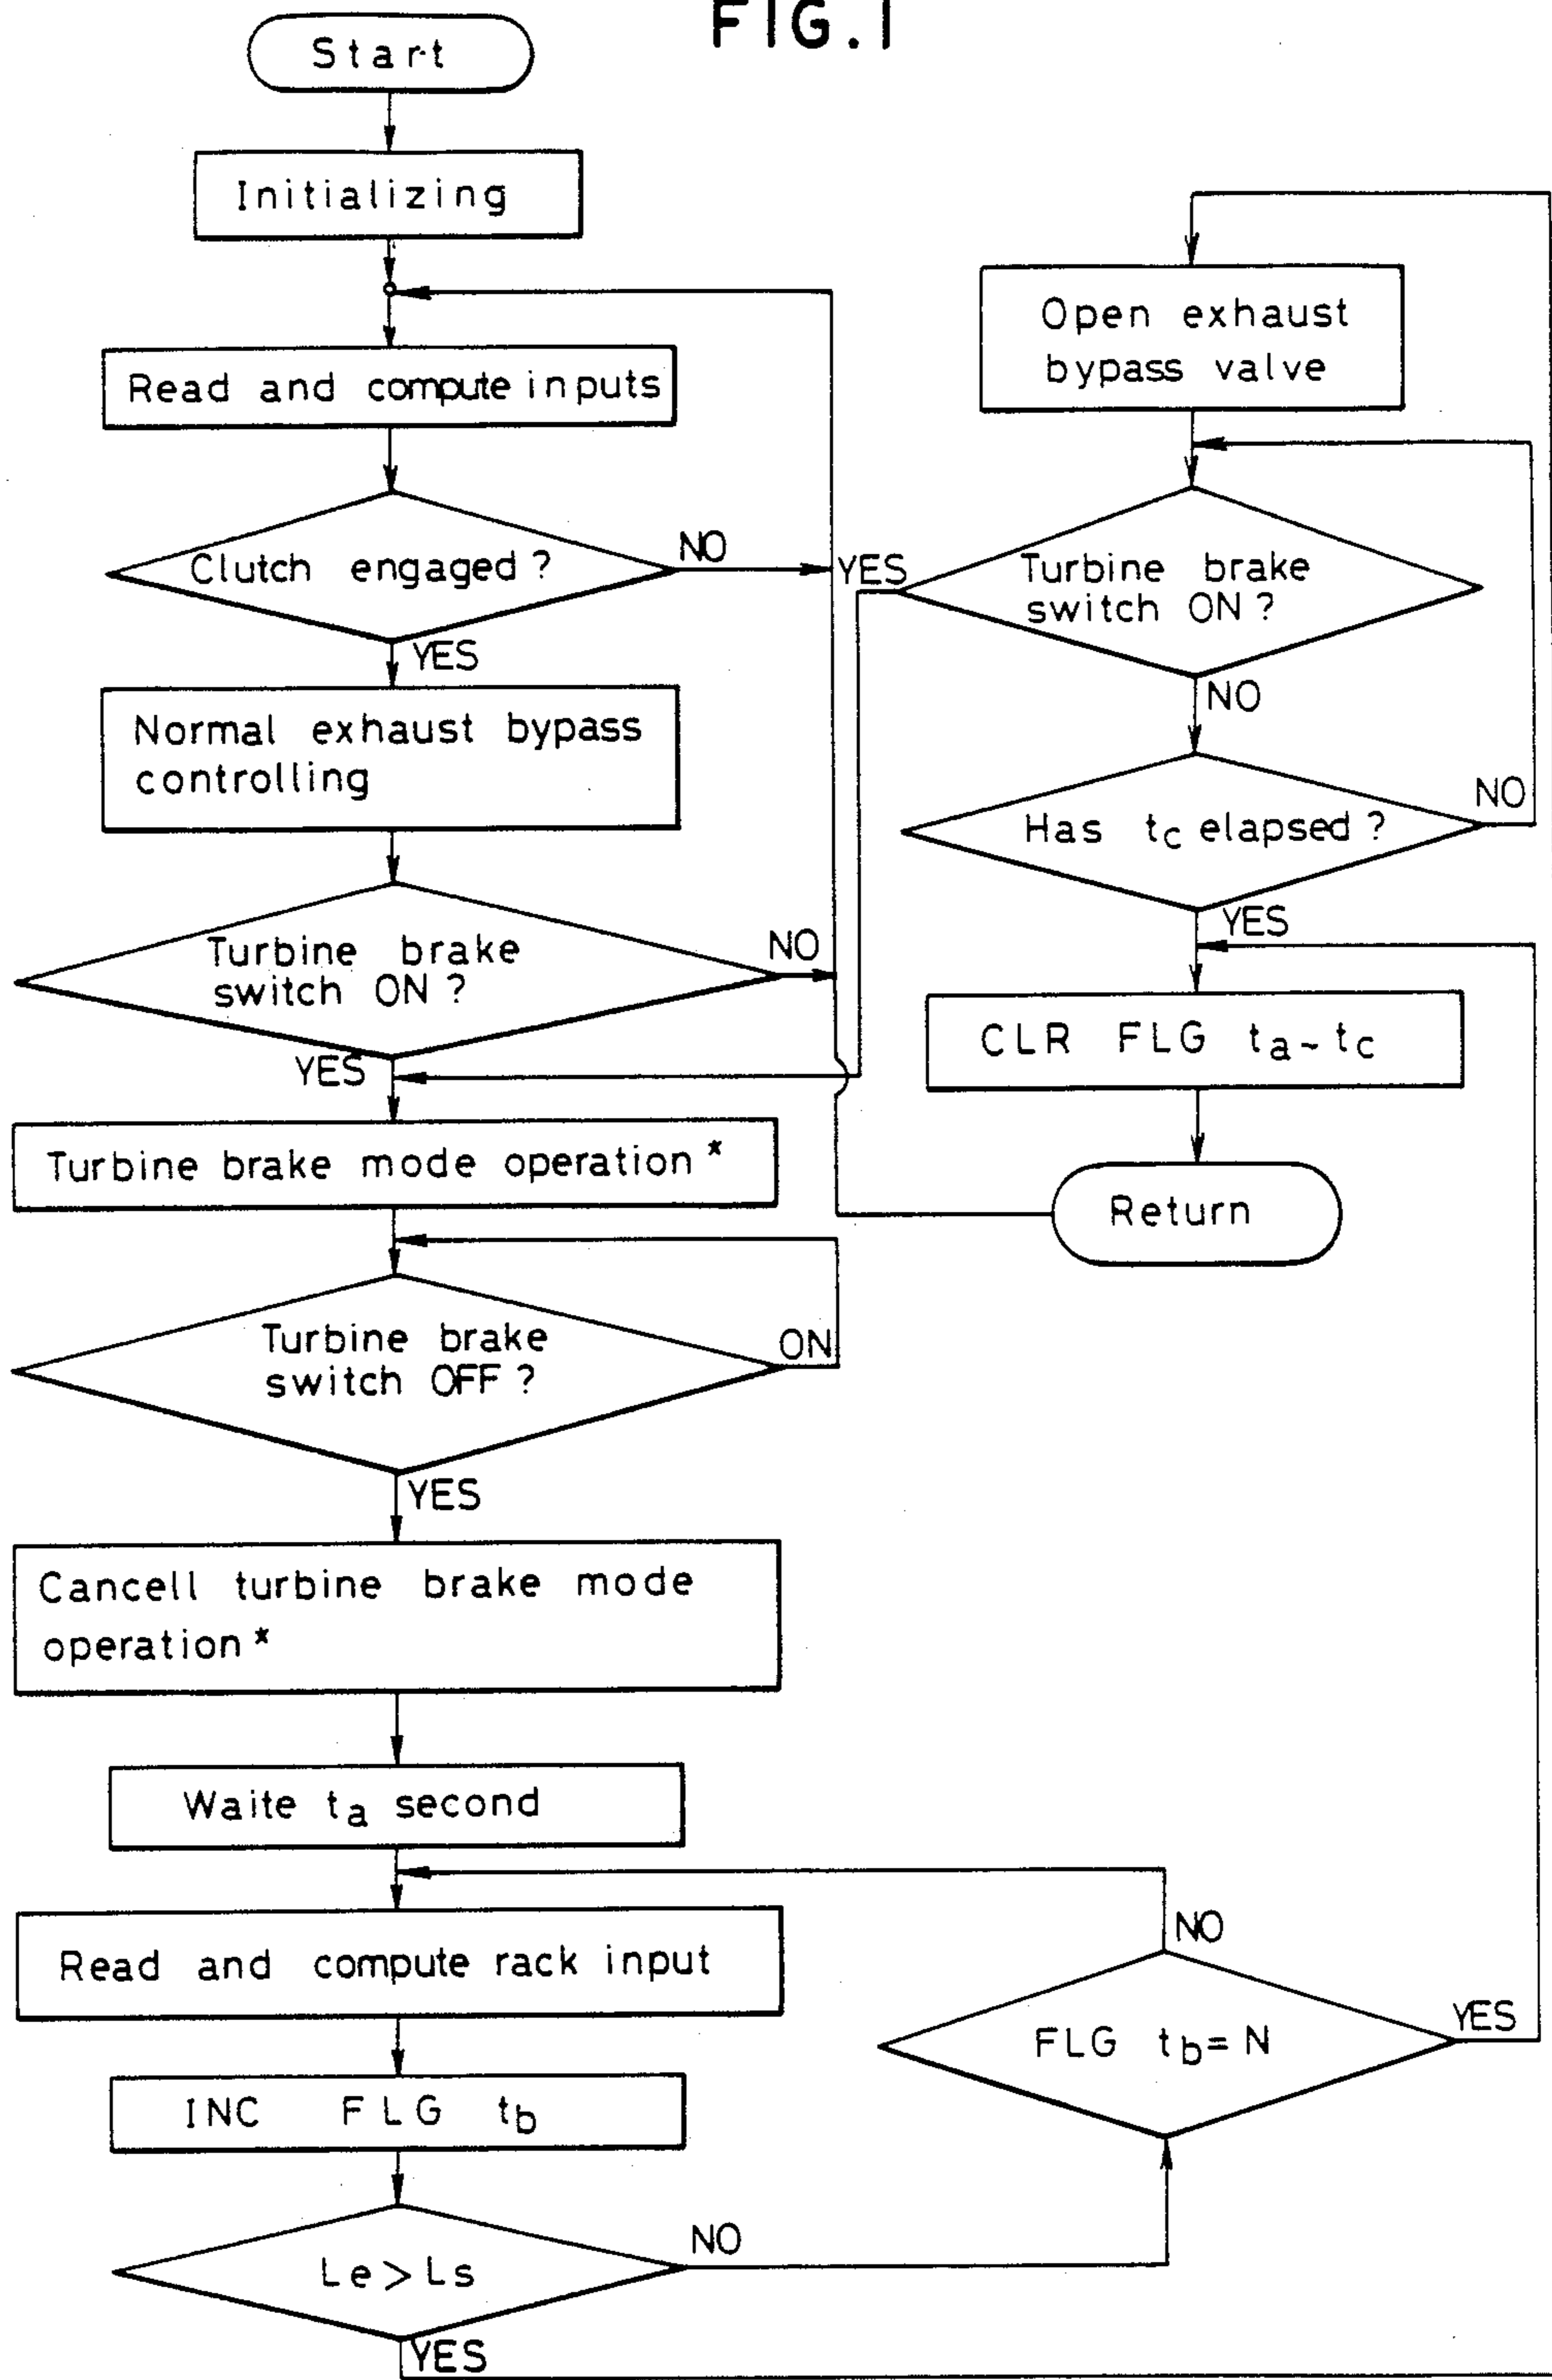 FIG.1
Start
Initializing
Read and compute inputs
Clutch engaged ?
NO
YES
Normal exhaust bypass
controlling
Turbine brake
switch ON ?
NO
YES
Turbine brake mode operation *
Turbine brake
switch OFF ?
ON
YES
Cancell turbine brake mode
operation *
Waite ta second
Read and compute rack input
INC FLG tb
Le > Ls
NO
YES
FLG tb = N
NO
YES
Open exhaust
bypass valve
Turbine brake
switch ON ?
YES
NO
Has tc elapsed ?
NO
YES
CLR FLG ta ~ tc
Return